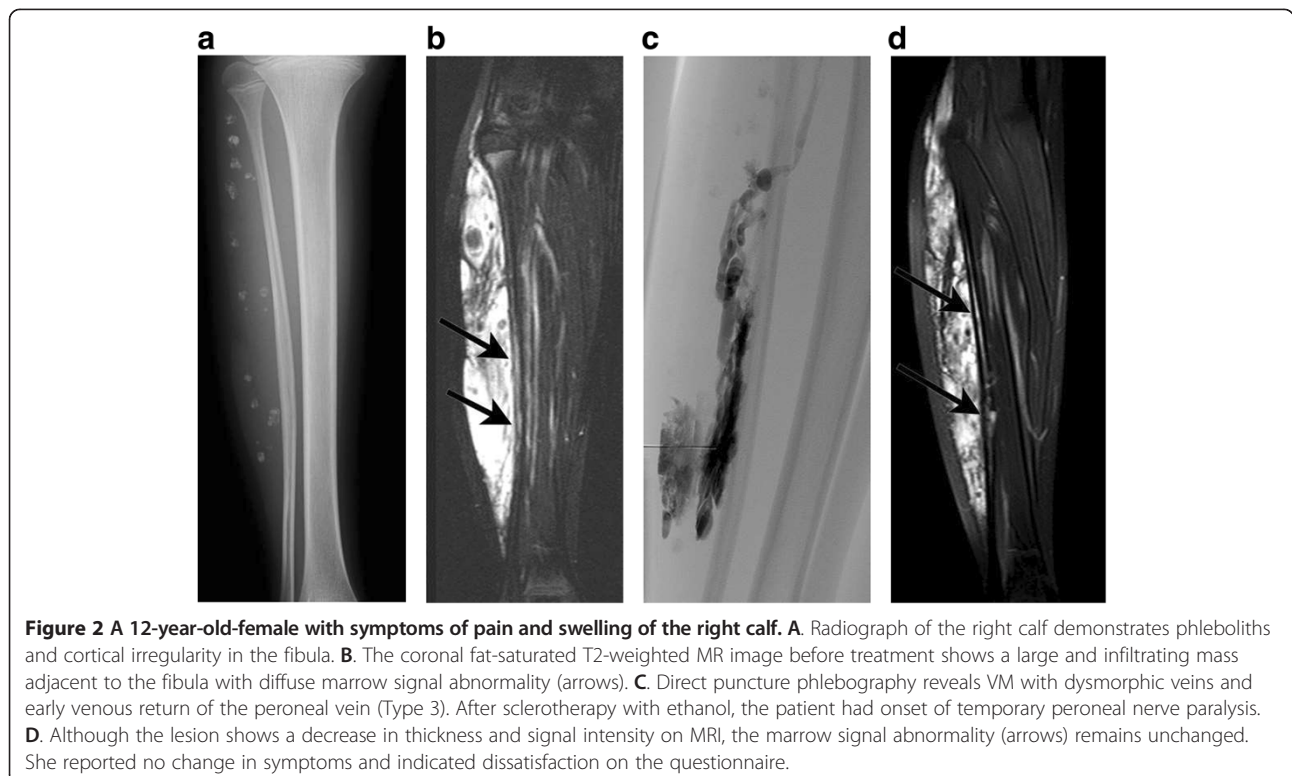 a b c d
Figure 2 A 12-year-old-female with symptoms of pain and swelling of the right calf. A. Radiograph of the right calf demonstrates phleboliths
and cortical irregularity in the fibula. B. The coronal fat-saturated T2-weighted MR image before treatment shows a large and infiltrating mass
adjacent to the fibula with diffuse marrow signal abnormality (arrows). C. Direct puncture phlebography reveals VM with dysmorphic veins and
early venous return of the peroneal vein (Type 3). After sclerotherapy with ethanol, the patient had onset of temporary peroneal nerve paralysis.
D. Although the lesion shows a decrease in thickness and signal intensity on MRI, the marrow signal abnormality (arrows) remains unchanged.
She reported no change in symptoms and indicated dissatisfaction on the questionnaire.